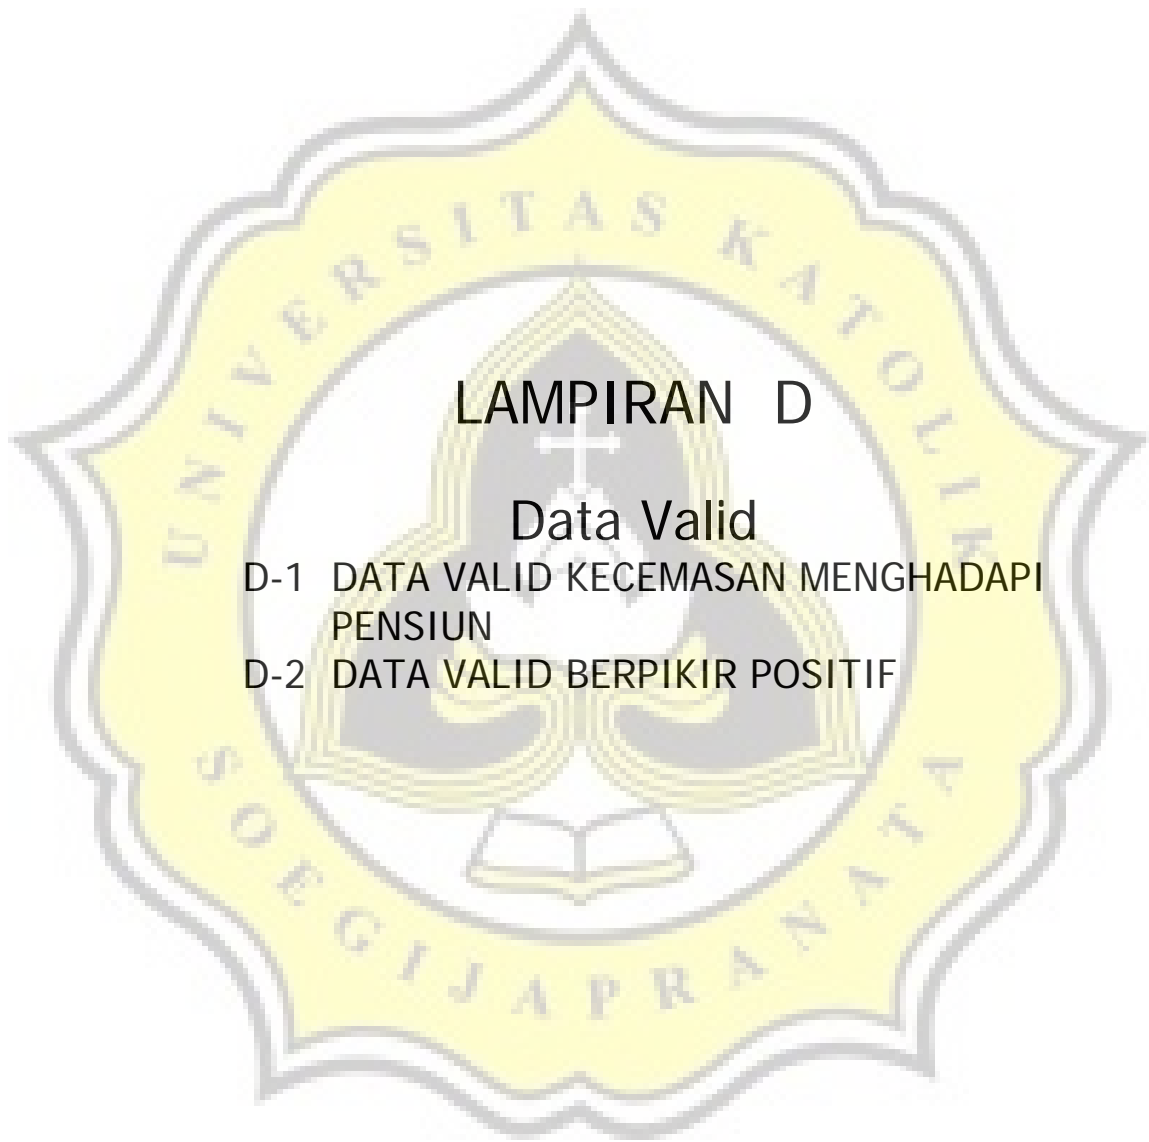 UNIVERSITAS KATOLIK
LAMPIRAN D
Data Valid
D-1 DATA VALID KECEMASAN MENGHADAPI
PENSIUN
D-2 DATA VALID BERPIKIR POSITIF
SOEGIJAPRANATA